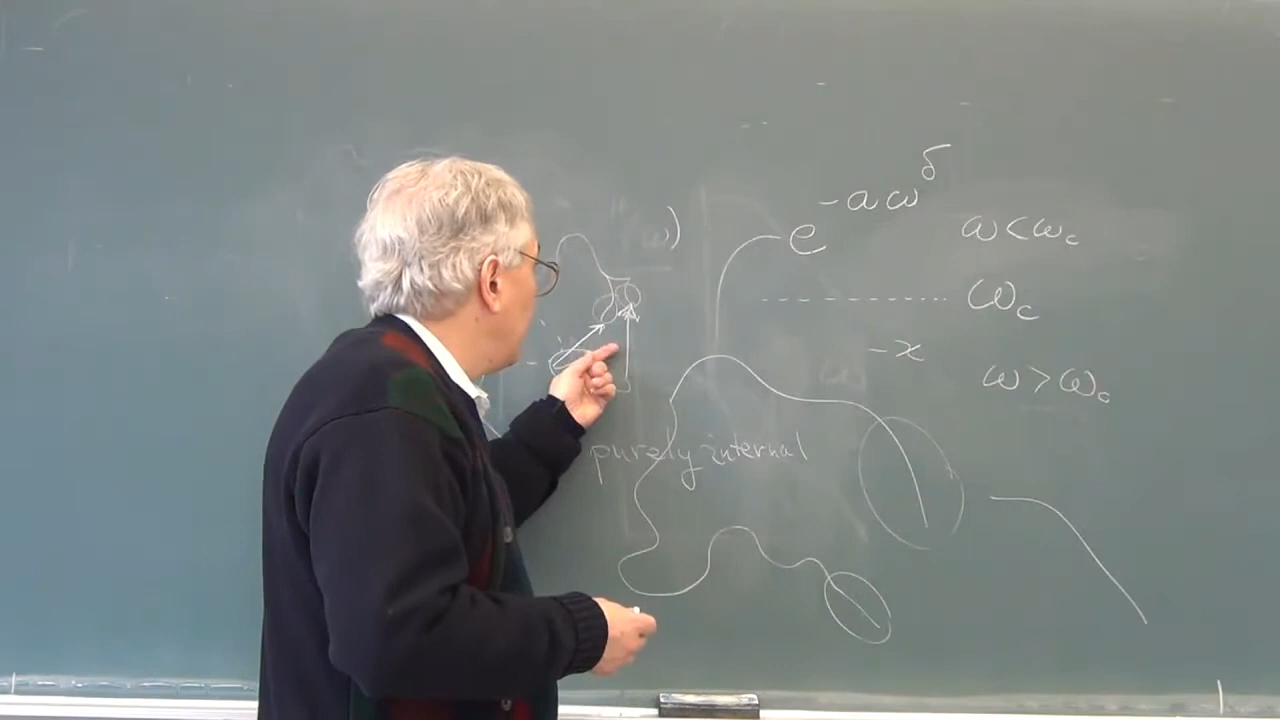 (ω)
e^{-aω^δ} ω<ω_c
ω_c
-x
ω>ω_c
purely internal